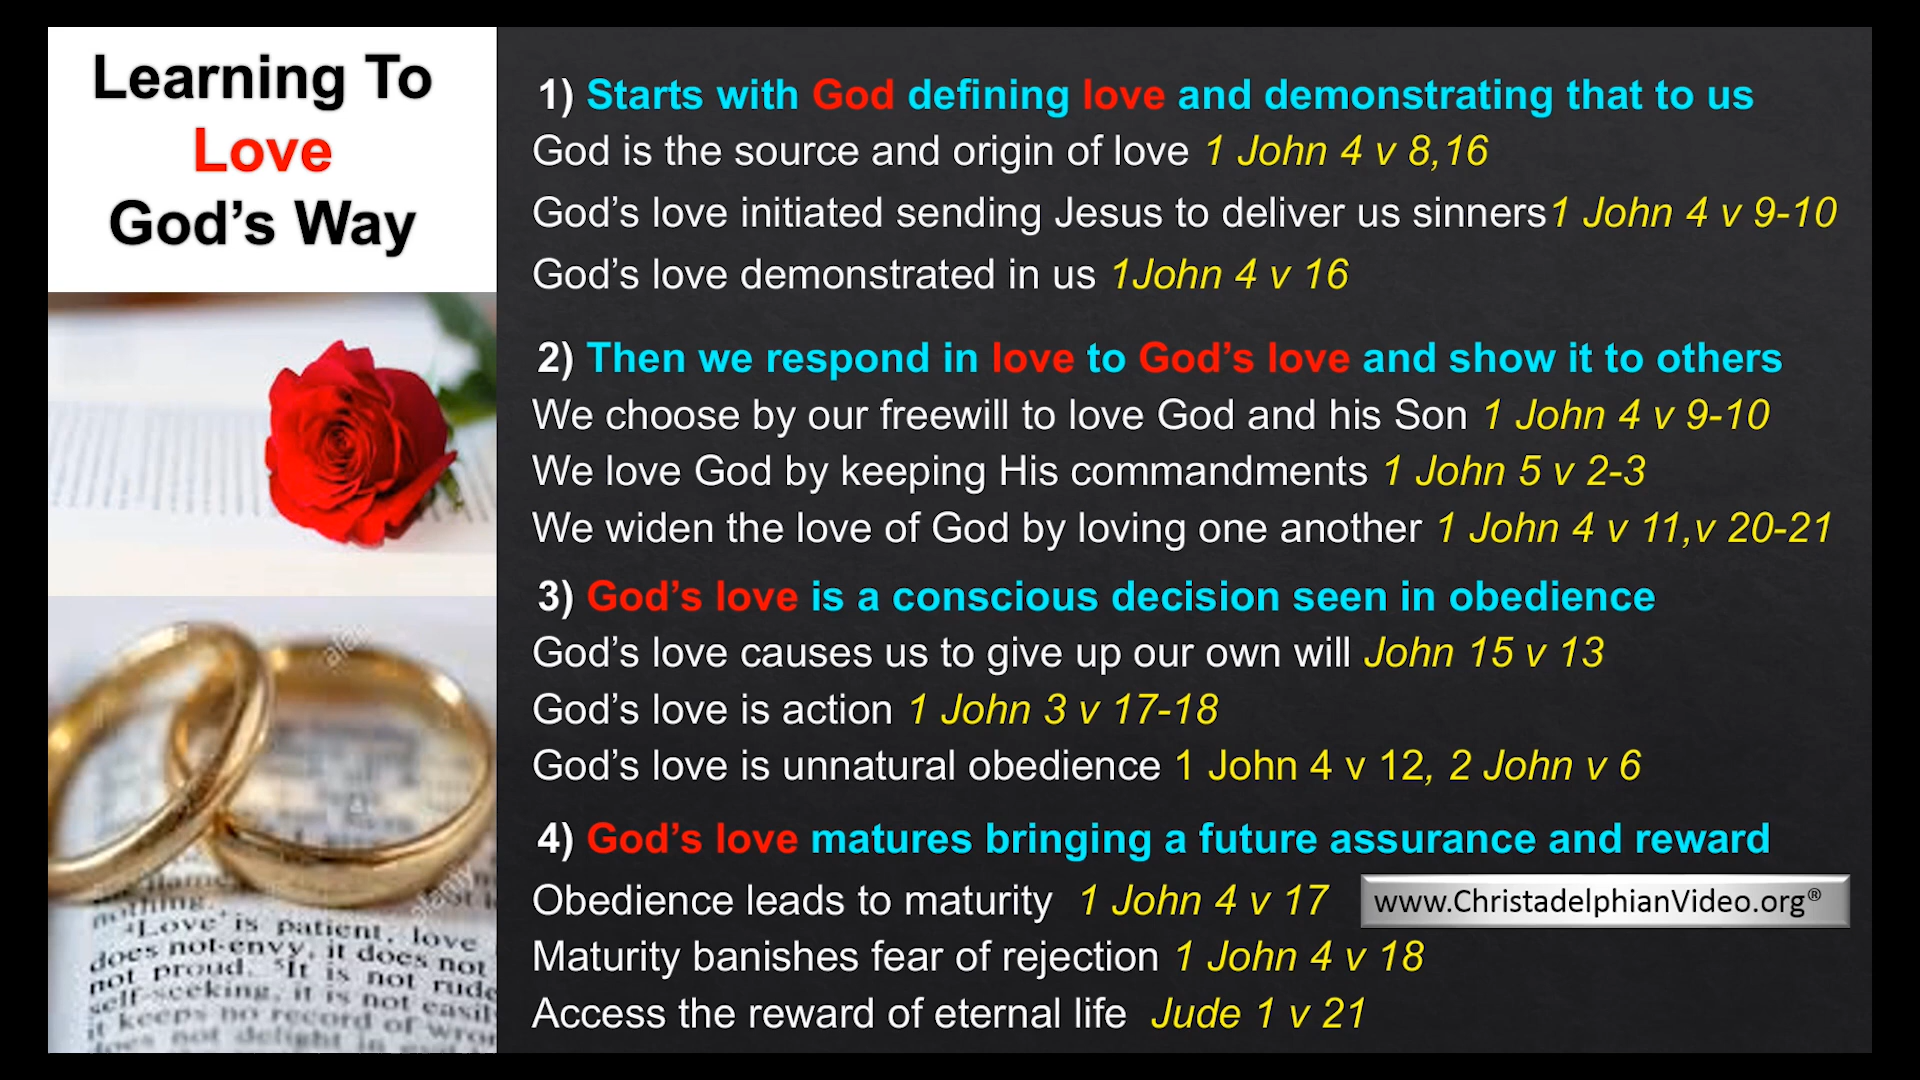 Learning To
Love
God's Way
1) Starts with God defining love and demonstrating that to us
God is the source and origin of love 1 John 4 v 8,16
God's love initiated sending Jesus to deliver us sinners1 John 4 v 9-10
God's love demonstrated in us 1John 4 v 16
2) Then we respond in love to God's love and show it to others
We choose by our freewill to love God and his Son 1 John 4 v 9-10
We love God by keeping His commandments 1 John 5 v 2-3
We widen the love of God by loving one another 1 John 4 v 11,v 20-21
3) God's love is a conscious decision seen in obedience
God's love causes us to give up our own will John 15 v 13
God's love is action 1 John 3 v 17-18
God's love is unnatural obedience 1 John 4 v 12, 2 John v 6
4) God's love matures bringing a future assurance and reward
Obedience leads to maturity 1 John 4 v 17
www.ChristadelphianVideo.org®
Maturity banishes fear of rejection 1 John 4 v 18
Access the reward of eternal life Jude 1 v 21
alamy
nothing.
4Love is patient, love
does not envy, it does not
not proud. 5It is not rude
self-seeking, it is not easil
it keeps no record of wro
does not delight in